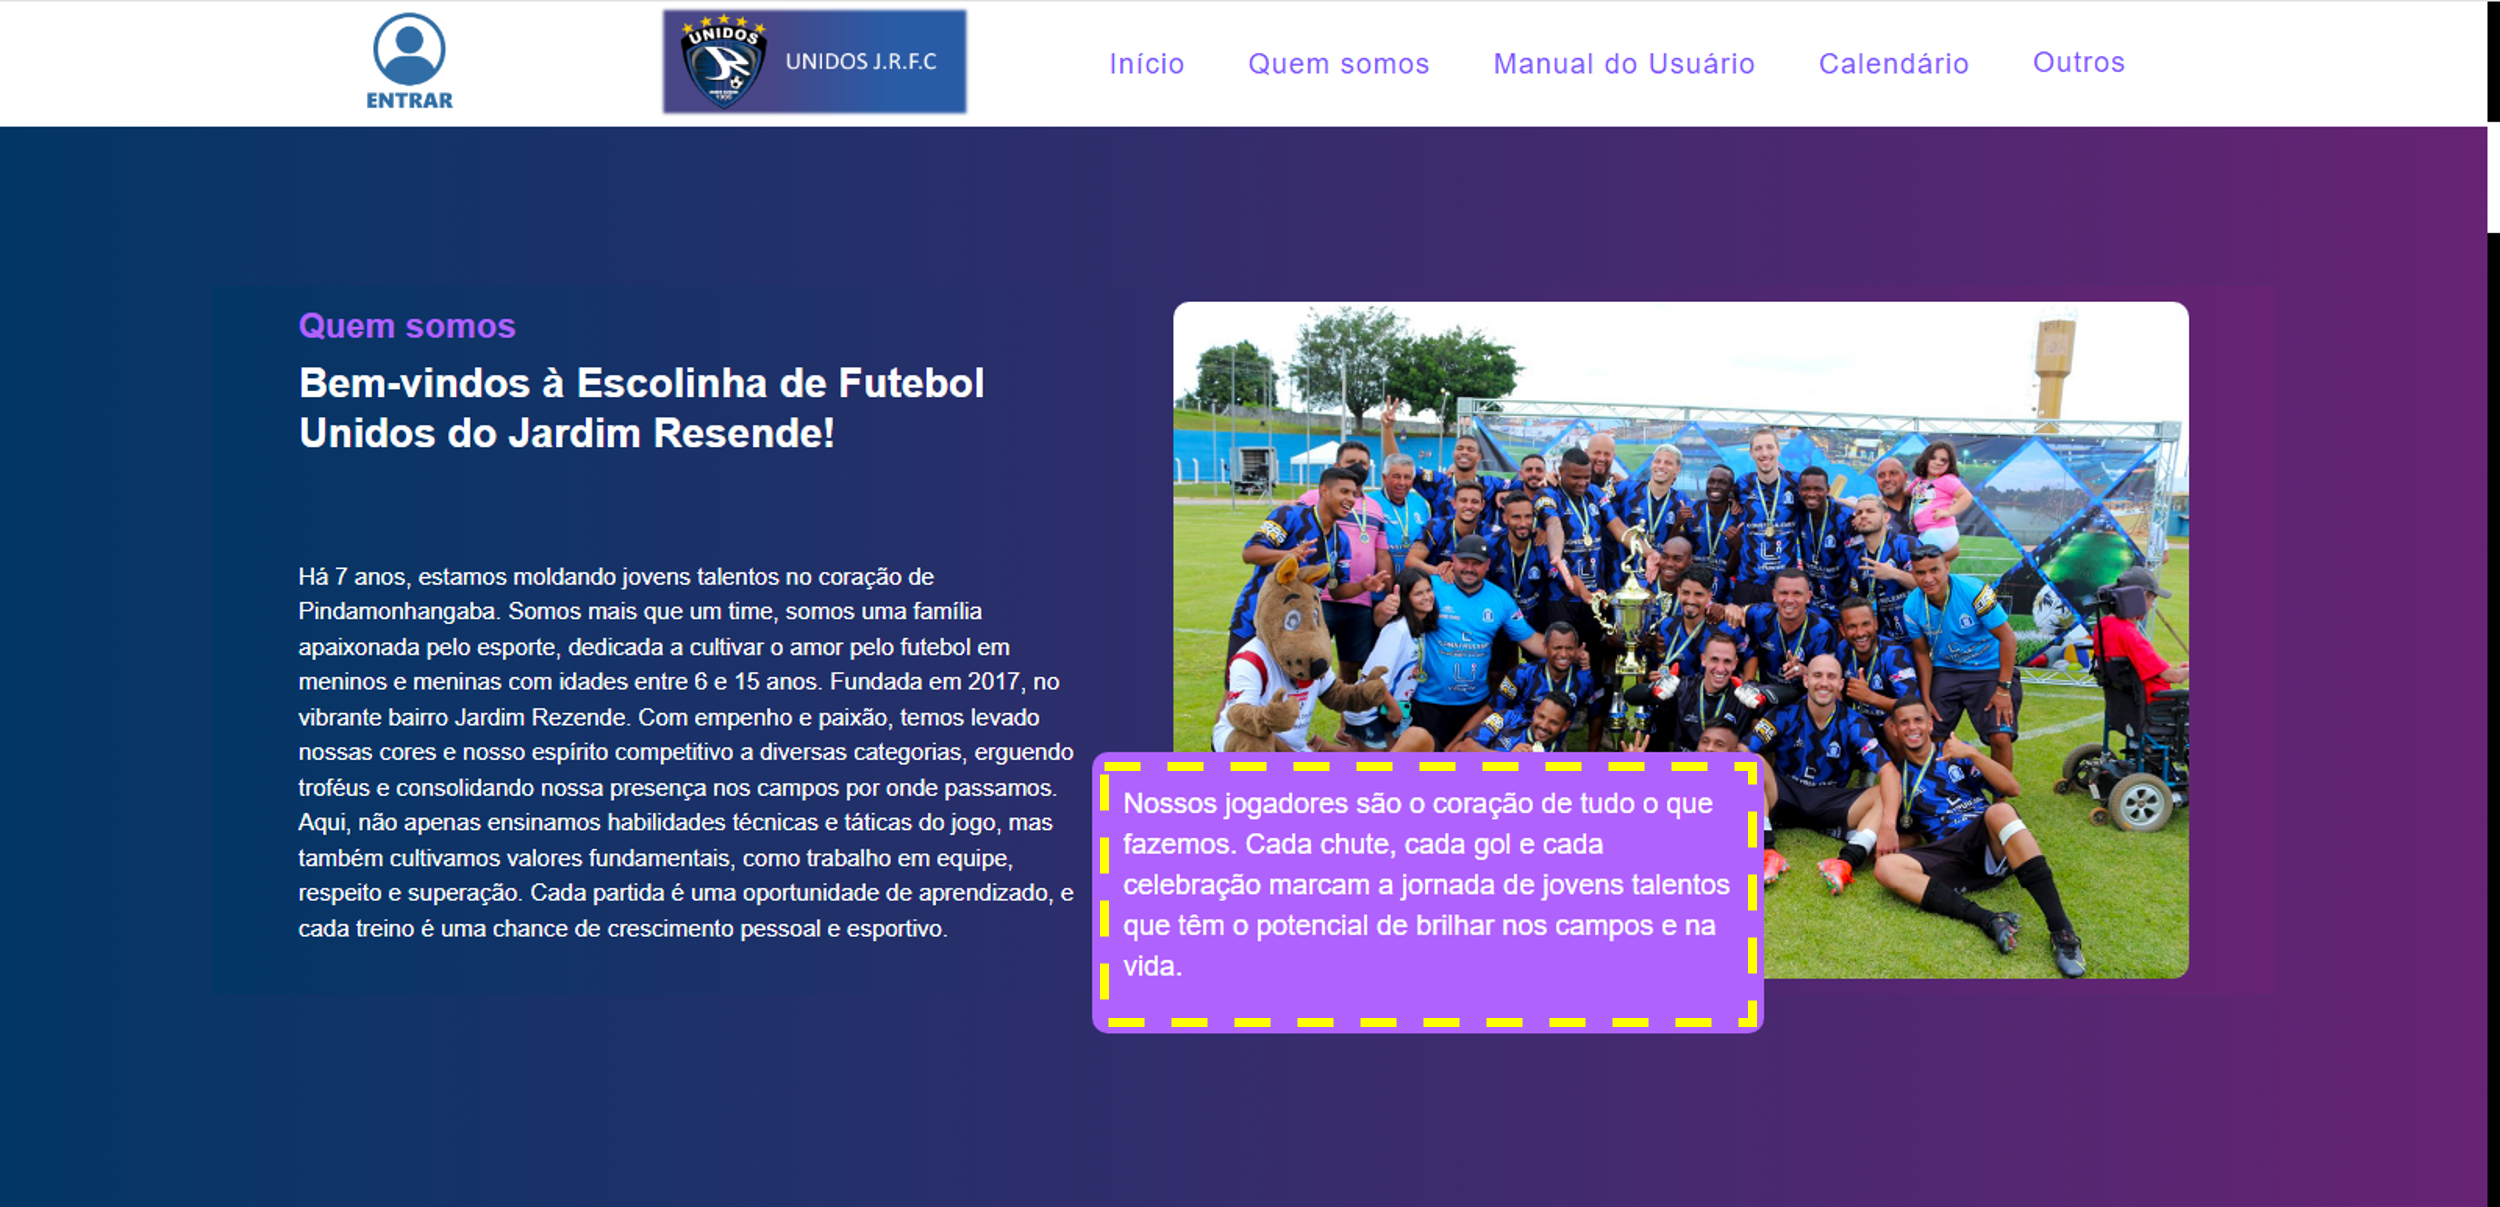 ENTRAR
UNIDOS
UNIDOS J.R.F.C
Início
Quem somos
Manual do Usuário
Calendário
Outros
Quem somos
Bem-vindos à Escolinha de Futebol
Unidos do Jardim Resende!
Há 7 anos, estamos moldando jovens talentos no coração de
Pindamonhangaba. Somos mais que um time, somos uma família
apaixonada pelo esporte, dedicada a cultivar o amor pelo futebol em
meninos e meninas com idades entre 6 e 15 anos. Fundada em 2017, no
vibrante bairro Jardim Rezende. Com empenho e paixão, temos levado
nossas cores e nosso espírito competitivo a diversas categorias, erguendo
troféus e consolidando nossa presença nos campos por onde passamos.
Aqui, não apenas ensinamos habilidades técnicas e táticas do jogo, mas
também cultivamos valores fundamentais, como trabalho em equipe,
respeito e superação. Cada partida é uma oportunidade de aprendizado, e
cada treino é uma chance de crescimento pessoal e esportivo.
Nossos jogadores são o coração de tudo o que
fazemos. Cada chute, cada gol e cada
celebração marcam a jornada de jovens talentos
que têm o potencial de brilhar nos campos e na
vida.